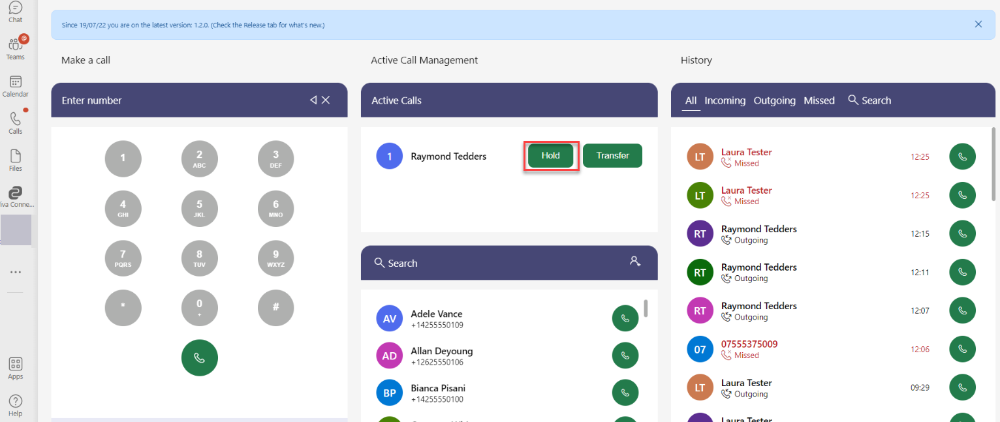 Chat
@
Teams
Calendar
Calls
Files
iva Conne...
Apps
Help
Since 19/07/22 you are on the latest version: 1.2.0. (Check the Release tab for what's new.)
Make a call
Enter number
1
2
ABC
3
DEF
4
GHI
5
JKL
6
MNO
7
PQRS
8
TUV
9
WXYZ
*
0
+
#
Active Call Management
Active Calls
1 Raymond Tedders Hold Transfer
Search
AV Adele Vance
+14255550109
AD Allan Deyoung
+12625550106
BP Bianca Pisani
+14255550100
History
All Incoming Outgoing Missed Search
LT Laura Tester
Missed 12:25
LT Laura Tester
Missed 12:25
RT Raymond Tedders
Outgoing 12:15
RT Raymond Tedders
Outgoing 12:11
RT Raymond Tedders
Outgoing 12:07
07 07555375009
Missed 12:06
LT Laura Tester
Outgoing 09:29
Laura Tester